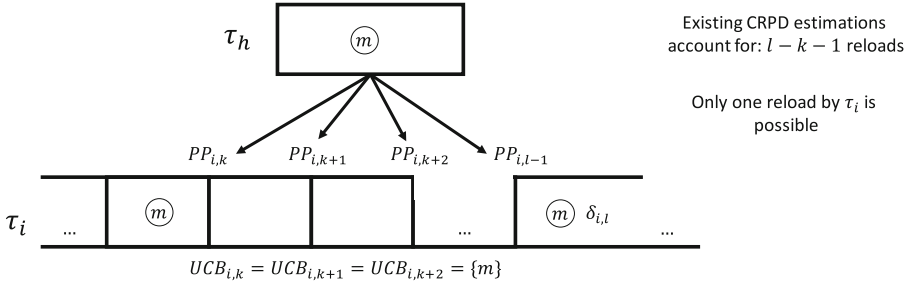 τ_h
m
Existing CRPD estimations
account for: l − k − 1 reloads
Only one reload by τ_i is
possible
PP_{i,k} PP_{i,k+1} PP_{i,k+2} PP_{i,l−1}
τ_i
... m ... m δ_{i,l} ...
UCB_{i,k} = UCB_{i,k+1} = UCB_{i,k+2} = {m}